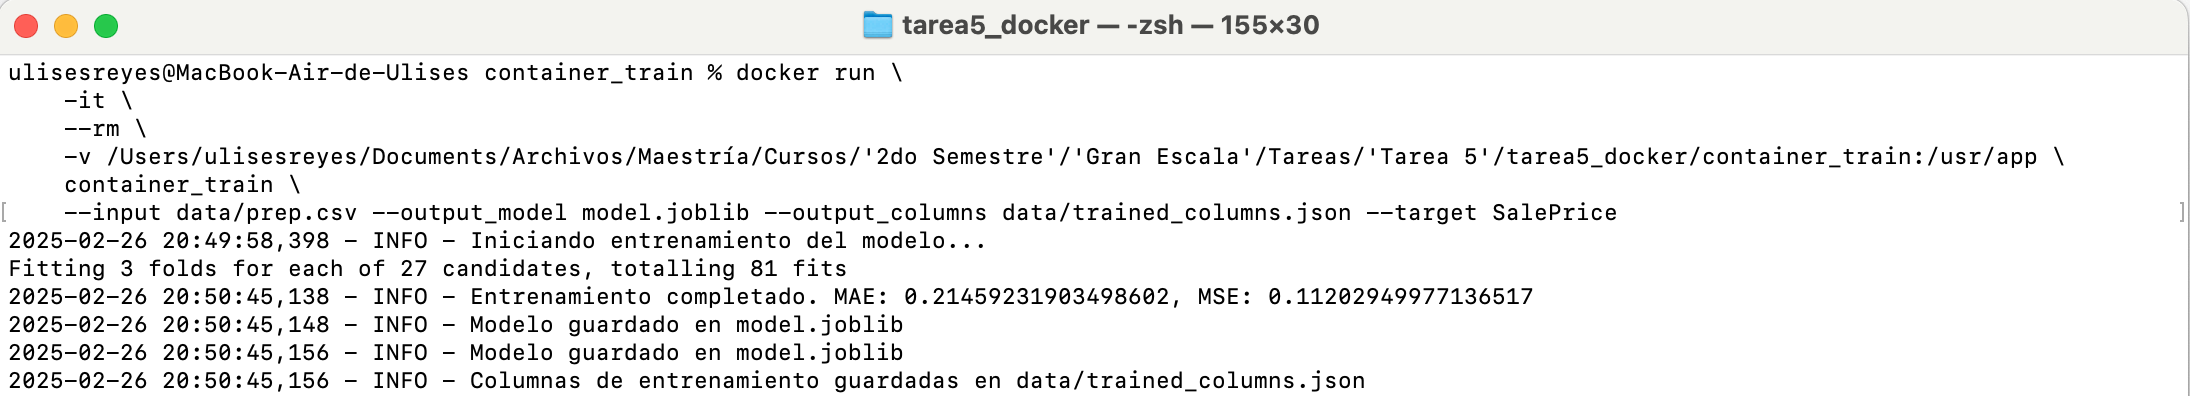 tarea5_docker — -zsh — 155×30
ulisesreyes@MacBook-Air-de-Ulises container_train % docker run \
    -it \
    --rm \
    -v /Users/ulisesreyes/Documents/Archivos/Maestría/Cursos/'2do Semestre'/'Gran Escala'/Tareas/'Tarea 5'/tarea5_docker/container_train:/usr/app \
    container_train \
[    --input data/prep.csv --output_model model.joblib --output_columns data/trained_columns.json --target SalePrice ]
2025-02-26 20:49:58,398 - INFO - Iniciando entrenamiento del modelo...
Fitting 3 folds for each of 27 candidates, totalling 81 fits
2025-02-26 20:50:45,138 - INFO - Entrenamiento completado. MAE: 0.21459231903498602, MSE: 0.11202949977136517
2025-02-26 20:50:45,148 - INFO - Modelo guardado en model.joblib
2025-02-26 20:50:45,156 - INFO - Modelo guardado en model.joblib
2025-02-26 20:50:45,156 - INFO - Columnas de entrenamiento guardadas en data/trained_columns.json